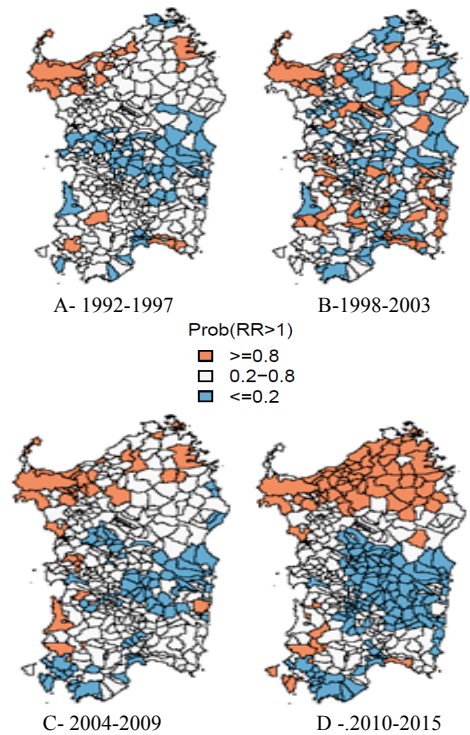 A- 1992-1997
B-1998-2003
Prob(RR>1)
>=0.8
0.2−0.8
<=0.2
C- 2004-2009
D -.2010-2015